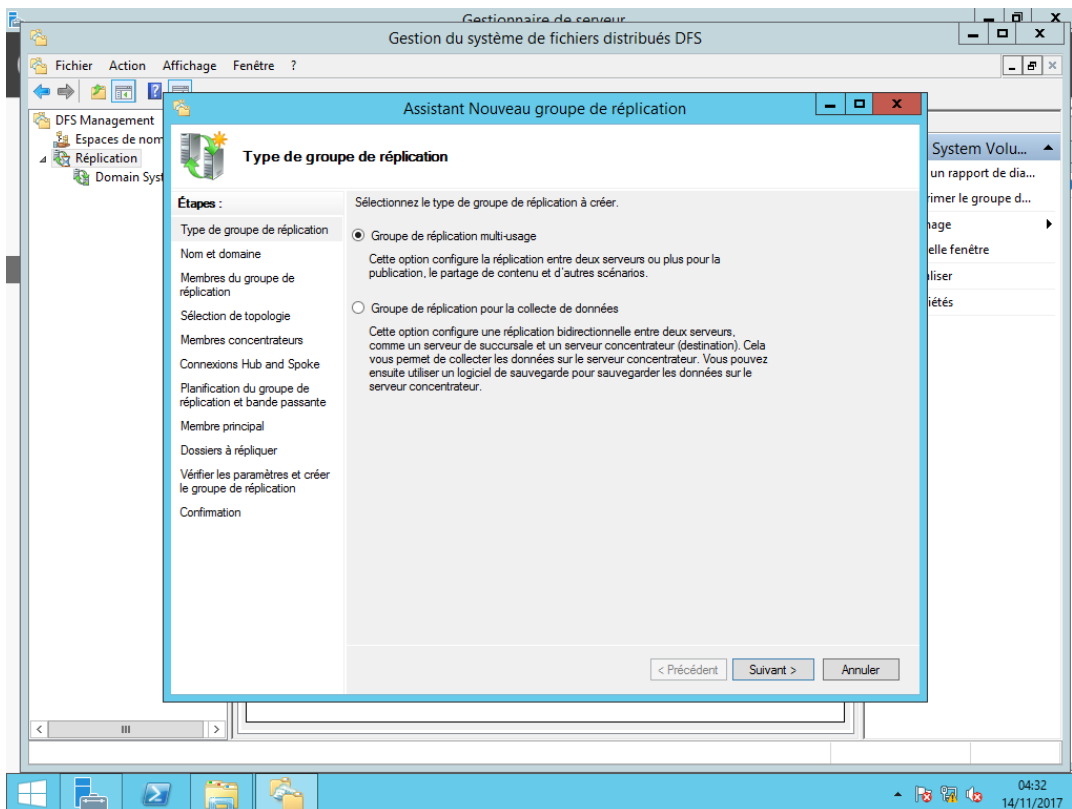 Gestionnaire de serveur
Gestion du système de fichiers distribués DFS
Fichier Action Affichage Fenêtre ?
DFS Management
Espaces de nom
Réplication
Domain Syst
Assistant Nouveau groupe de réplication
Type de groupe de réplication
Étapes :
Type de groupe de réplication
Nom et domaine
Membres du groupe de
réplication
Sélection de topologie
Membres concentrateurs
Connexions Hub and Spoke
Planification du groupe de
réplication et bande passante
Membre principal
Dossiers à répliquer
Vérifier les paramètres et créer
le groupe de réplication
Confirmation
Sélectionnez le type de groupe de réplication à créer.
Groupe de réplication multi-usage
Cette option configure la réplication entre deux serveurs ou plus pour la
publication, le partage de contenu et d'autres scénarios.
Groupe de réplication pour la collecte de données
Cette option configure une réplication bidirectionnelle entre deux serveurs,
comme un serveur de succursale et un serveur concentrateur (destination). Cela
vous permet de collecter les données sur le serveur concentrateur. Vous pouvez
ensuite utiliser un logiciel de sauvegarde pour sauvegarder les données sur le
serveur concentrateur.
< Précédent
Suivant >
Annuler
System Volu...
un rapport de dia...
rimer le groupe d...
hage
elle fenêtre
liser
iétés
04:32
14/11/2017